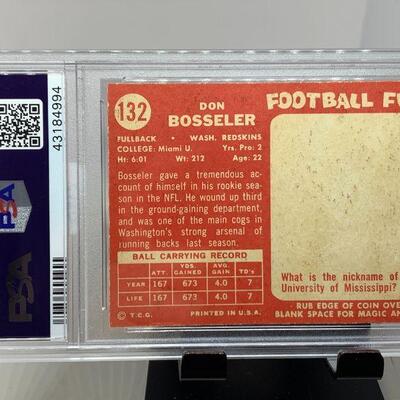 43184994
PSA
132
DON
BOSSELER
FULLBACK • WASH. REDSKINS
COLLEGE: Miami U. Yrs. Pro: 2
Ht: 6.01 Wt: 212 Age: 22
Bosseler gave a tremendous ac-
count of himself in his rookie sea-
son in the NFL. He wound up third
in the ground-gaining department,
and was one of the main cogs in
Washington's strong arsenal of
running backs last season.
BALL CARRYING RECORD
ATT. YDS. GAINED AVG. GAIN TD's
YEAR 167 673 4.0 7
LIFE 167 673 4.0 7
© T.C.G. PRINTED IN U.S.A.
FOOTBALL FU
What is the nickname of
University of Mississippi?
RUB EDGE OF COIN OVE
BLANK SPACE FOR MAGIC AN